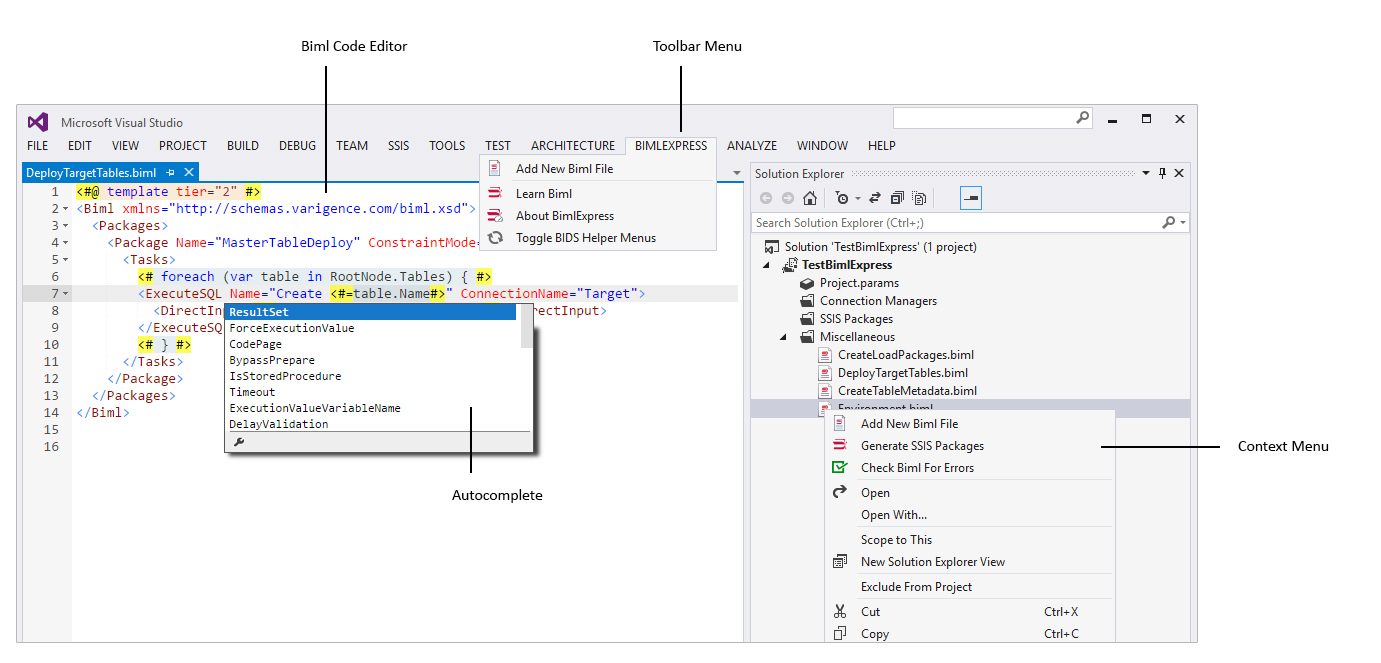 Biml Code Editor
Toolbar Menu
Microsoft Visual Studio
FILE EDIT VIEW PROJECT BUILD DEBUG TEAM SSIS TOOLS TEST ARCHITECTURE BIMLEXPRESS ANALYZE WINDOW HELP
Add New Biml File
Learn Biml
About BimlExpress
Toggle BIDS Helper Menus
DeployTargetTables.biml
1 <#@ template tier="2" #>
2 <Biml xmlns="http://schemas.varigence.com/biml.xsd">
3 <Packages>
4 <Package Name="MasterTableDeploy" ConstraintMode=
5 <Tasks>
6 <# foreach (var table in RootNode.Tables) { #>
7 <ExecuteSQL Name="Create <#=table.Name#>" ConnectionName="Target">
8 <DirectInp rectInput>
9 </ExecuteSQ
10 <# } #>
11 </Tasks>
12 </Package>
13 </Packages>
14 </Biml>
15
16
ResultSet
ForceExecutionValue
CodePage
BypassPrepare
IsStoredProcedure
Timeout
ExecutionValueVariableName
DelayValidation
Autocomplete
Solution Explorer
Search Solution Explorer (Ctrl+;)
Solution 'TestBimlExpress' (1 project)
TestBimlExpress
Project.params
Connection Managers
SSIS Packages
Miscellaneous
CreateLoadPackages.biml
DeployTargetTables.biml
CreateTableMetadata.biml
Environment.biml
Add New Biml File
Generate SSIS Packages
Check Biml For Errors
Open
Open With...
Scope to This
New Solution Explorer View
Exclude From Project
Cut Ctrl+X
Copy Ctrl+C
Context Menu